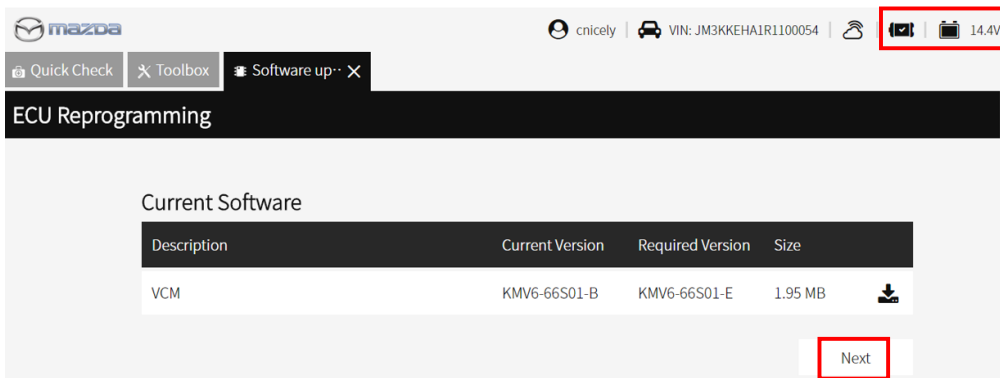 mazda cnicely VIN: JM3KKEHA1R1100054 14.4V
Quick Check Toolbox Software up·· X
ECU Reprogramming
Current Software
Description Current Version Required Version Size
VCM KMV6-66S01-B KMV6-66S01-E 1.95 MB
Next